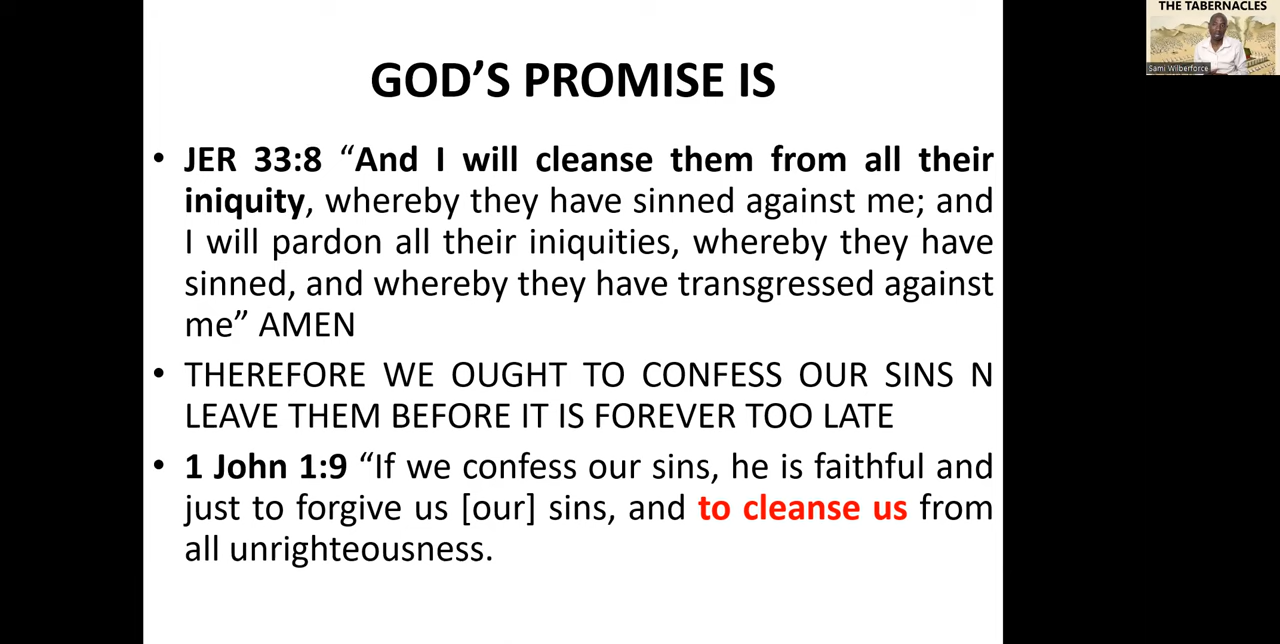 THE TABERNACLES
Sami Wilberforce
GOD’S PROMISE IS
• JER 33:8 “And I will cleanse them from all their
iniquity, whereby they have sinned against me; and
I will pardon all their iniquities, whereby they have
sinned, and whereby they have transgressed against
me” AMEN
• THEREFORE WE OUGHT TO CONFESS OUR SINS N
LEAVE THEM BEFORE IT IS FOREVER TOO LATE
• 1 John 1:9 “If we confess our sins, he is faithful and
just to forgive us [our] sins, and to cleanse us from
all unrighteousness.